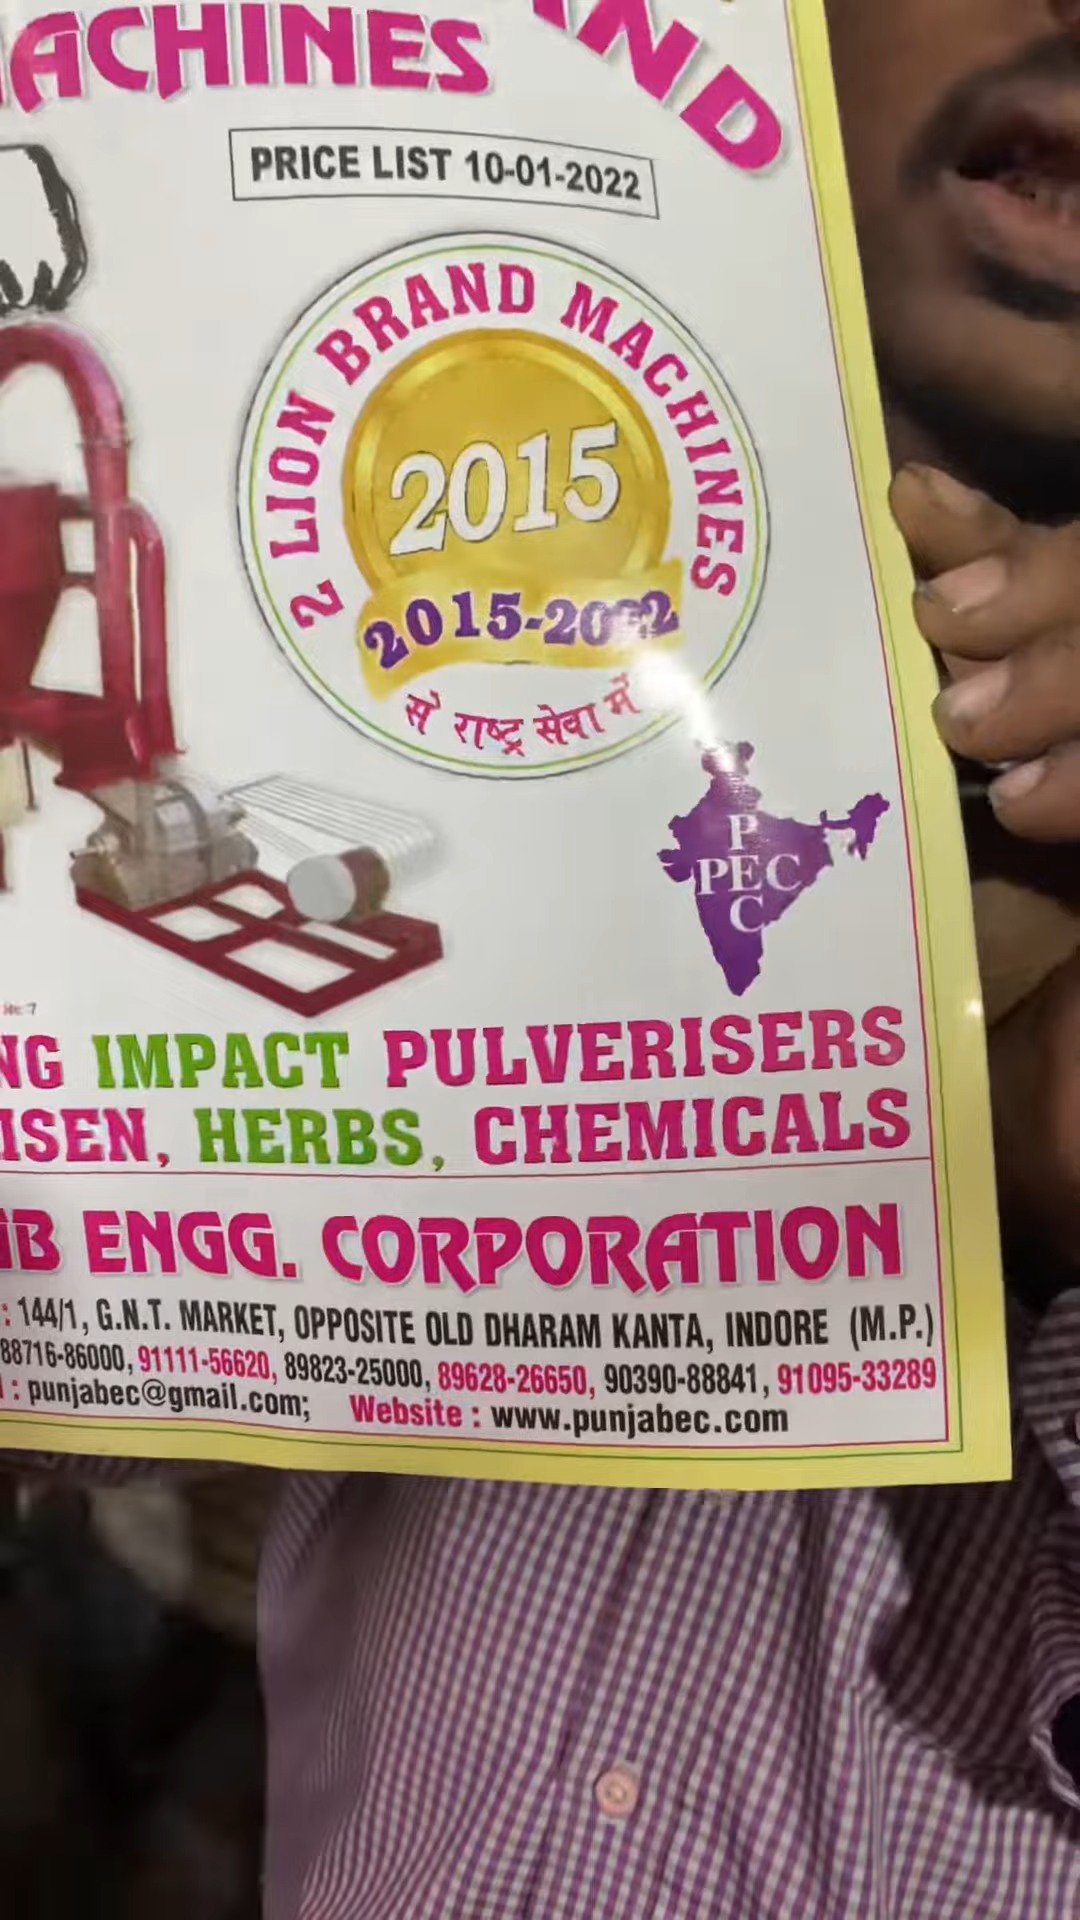 ACHINES
ND
PRICE LIST 10-01-2022
2 LION BRAND MACHINES
2015
2015-2022
से राष्ट्र सेवा में
P
PEC
C
NG IMPACT PULVERISERS
ISEN, HERBS, CHEMICALS
B ENGG. CORPORATION
: 144/1, G.N.T. MARKET, OPPOSITE OLD DHARAM KANTA, INDORE (M.P.)
88716-86000, 91111-56620, 89823-25000, 89628-26650, 90390-88841, 91095-33289
: punjabec@gmail.com; Website : www.punjabec.com